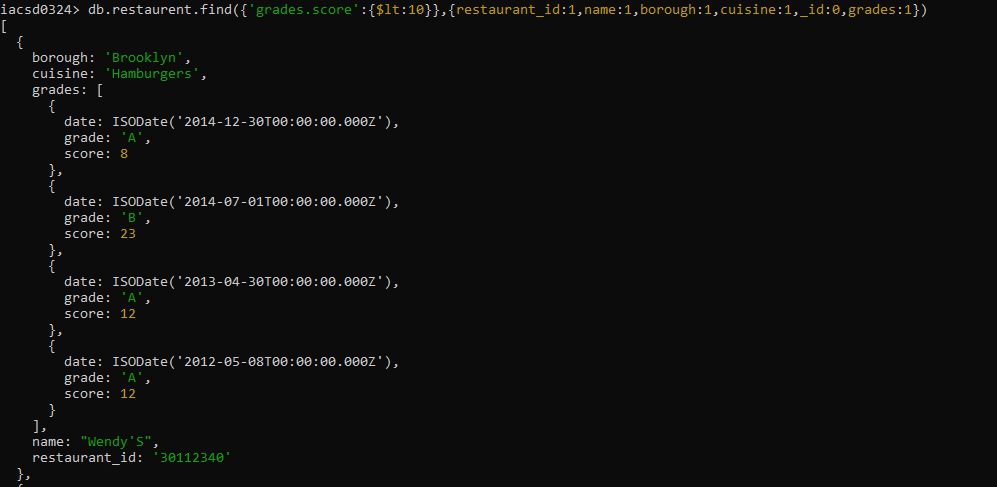 iacsd0324> db.restaurent.find({'grades.score':{$lt:10}},{restaurant_id:1,name:1,borough:1,cuisine:1,_id:0,grades:1})
[
  {
    borough: 'Brooklyn',
    cuisine: 'Hamburgers',
    grades: [
      {
        date: ISODate('2014-12-30T00:00:00.000Z'),
        grade: 'A',
        score: 8
      },
      {
        date: ISODate('2014-07-01T00:00:00.000Z'),
        grade: 'B',
        score: 23
      },
      {
        date: ISODate('2013-04-30T00:00:00.000Z'),
        grade: 'A',
        score: 12
      },
      {
        date: ISODate('2012-05-08T00:00:00.000Z'),
        grade: 'A',
        score: 12
      }
    ],
    name: "Wendy'S",
    restaurant_id: '30112340'
  },
  {